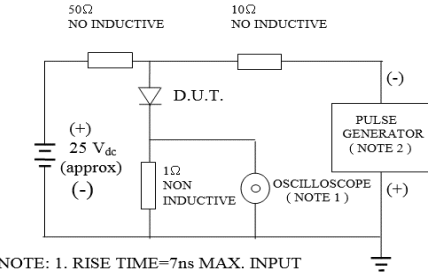 50Ω
NO INDUCTIVE
10Ω
NO INDUCTIVE
(-)
D.U.T.
PULSE
GENERATOR
( NOTE 2 )
(+)
25 Vdc
(approx)
(-)
1Ω
NON
INDUCTIVE
OSCILLOSCOPE
( NOTE 1 )
(+)
NOTE: 1. RISE TIME=7ns MAX. INPUT